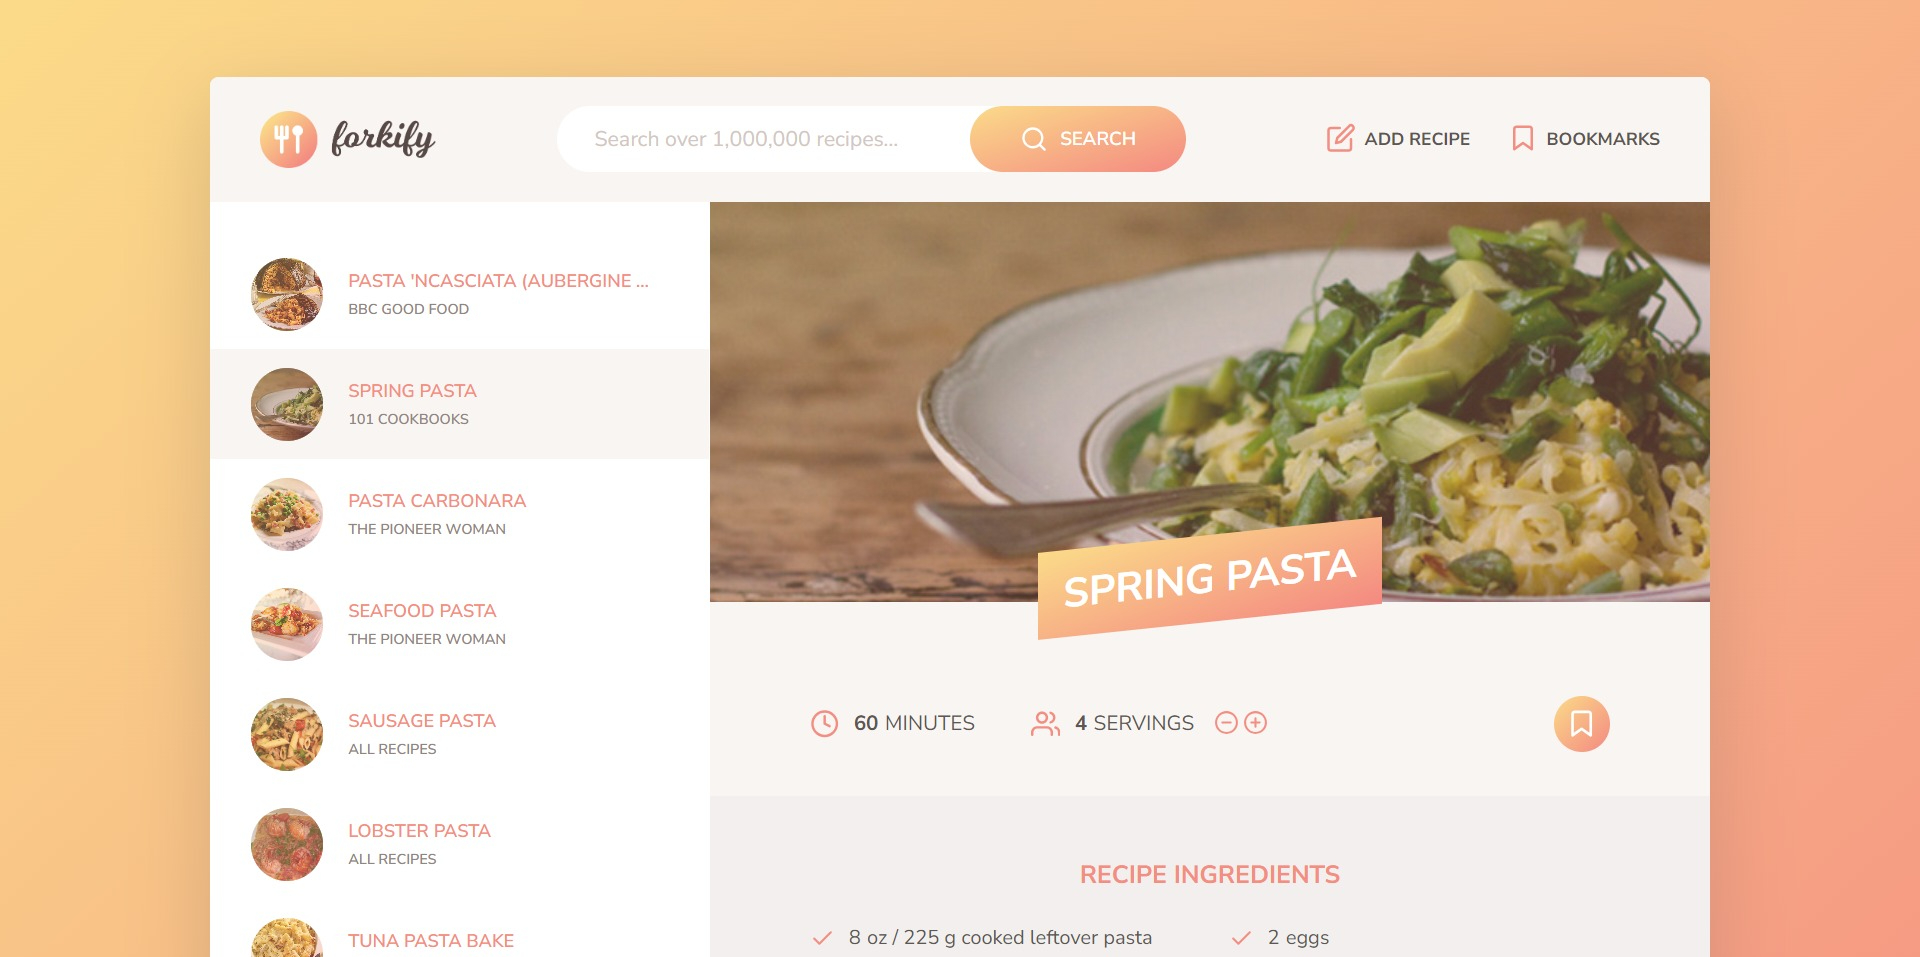 forkify
Search over 1,000,000 recipes...
SEARCH
ADD RECIPE
BOOKMARKS
PASTA 'NCASCIATA (AUBERGINE ...
BBC GOOD FOOD
SPRING PASTA
101 COOKBOOKS
PASTA CARBONARA
THE PIONEER WOMAN
SEAFOOD PASTA
THE PIONEER WOMAN
SAUSAGE PASTA
ALL RECIPES
LOBSTER PASTA
ALL RECIPES
TUNA PASTA BAKE
SPRING PASTA
60 MINUTES
4 SERVINGS
RECIPE INGREDIENTS
8 oz / 225 g cooked leftover pasta
2 eggs